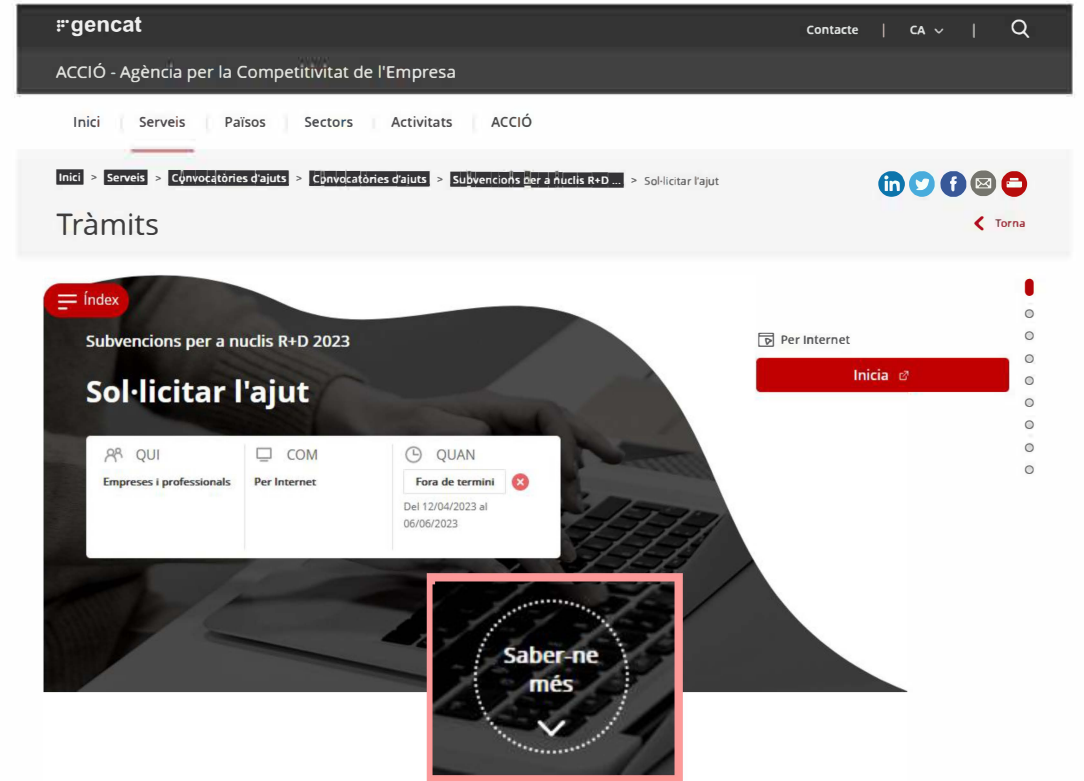 gencat
Contacte | CA |
ACCIÓ - Agència per la Competitivitat de l'Empresa
Inici Serveis Països Sectors Activitats ACCIÓ
Inici > Serveis > Convocatòries d'ajuts > Convocatòries d'ajuts > Subvencions per a nuclis R+D ... > Sol·licitar l'ajut
Tràmits
Torna
Índex
Subvencions per a nuclis R+D 2023
Sol·licitar l'ajut
Per Internet
Inicia
QUI COM QUAN
Empreses i professionals Per Internet Fora de termini
Del 12/04/2023 al
06/06/2023
Saber-ne
més